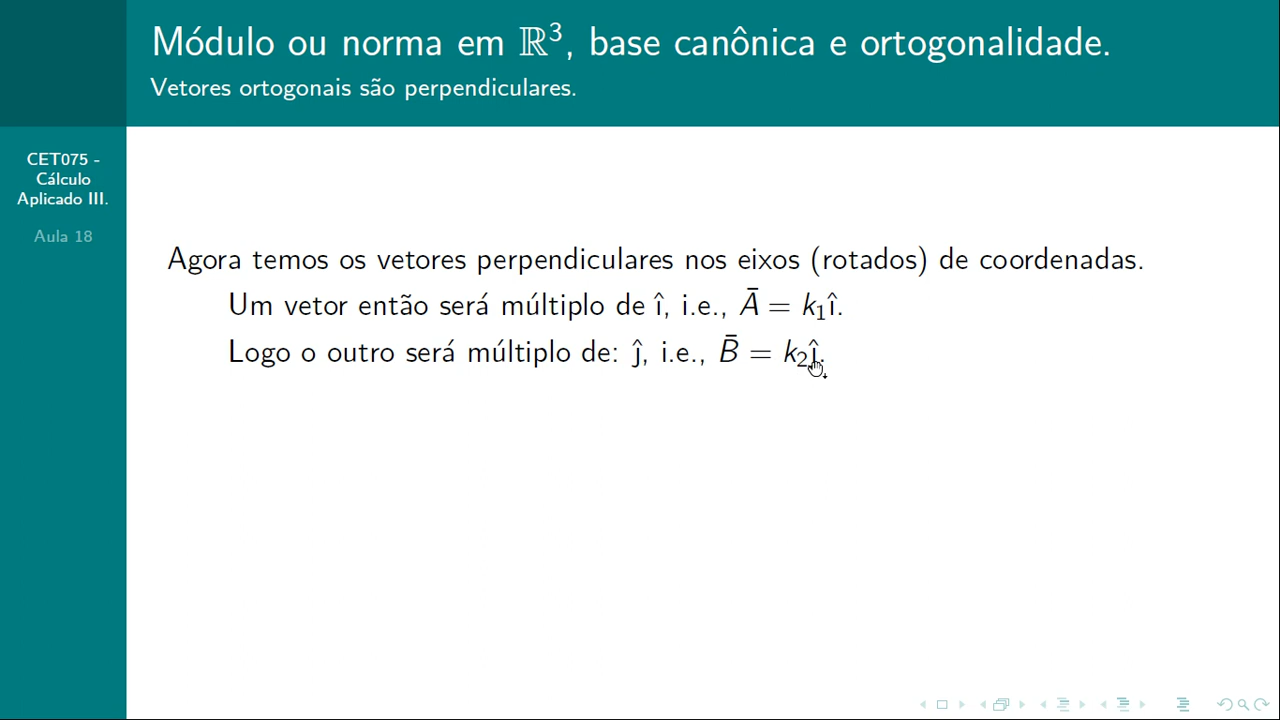 Módulo ou norma em ℝ³, base canônica e ortogonalidade.
Vetores ortogonais são perpendiculares.
CET075 -
Cálculo
Aplicado III.
Aula 18
Agora temos os vetores perpendiculares nos eixos (rotados) de coordenadas.
Um vetor então será múltiplo de î, i.e., Ā = k₁î.
Logo o outro será múltiplo de: ĵ, i.e., B̄ = k₂ĵ.